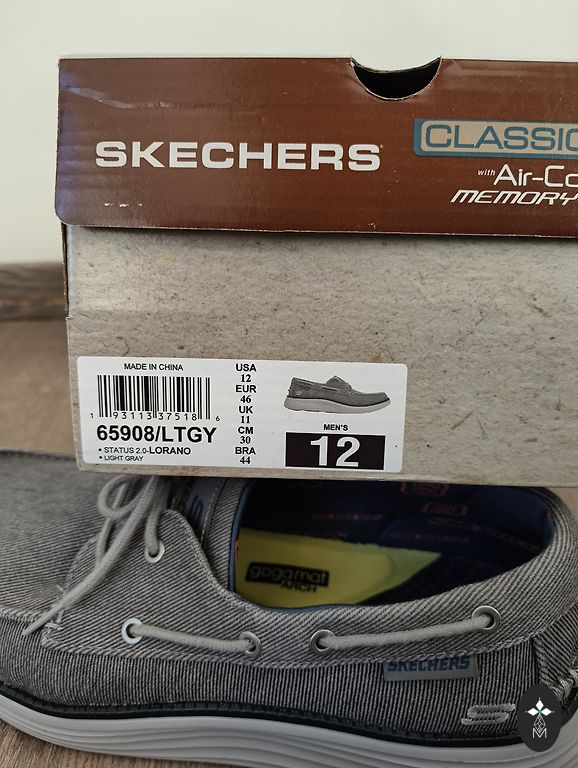 SKECHERS®
CLASSIC
with Air-Co
MEMORY
MADE IN CHINA
1 93113 37518 6
65908/LTGY
• STATUS 2.0-LORANO
• LIGHT GRAY
USA
12
EUR
46
UK
11
CM
30
BRA
44
MEN'S
12
SKECHERS
goga mat
ARCH
SKECHERS
M